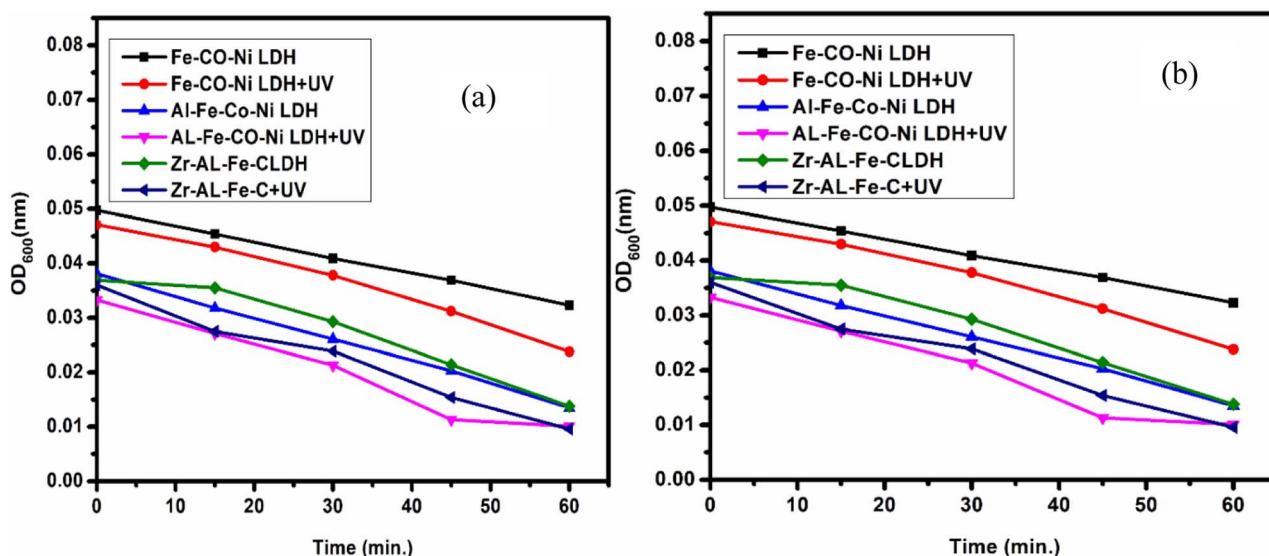 (a)
Fe-CO-Ni LDH
Fe-CO-Ni LDH+UV
Al-Fe-Co-Ni LDH
AL-Fe-CO-Ni LDH+UV
Zr-AL-Fe-CLDH
Zr-AL-Fe-C+UV
0.08
0.07
0.06
0.05
0.04
0.03
0.02
0.01
0.00
OD600(nm)
0 10 20 30 40 50 60
Time (min.)
(b)
Fe-CO-Ni LDH
Fe-CO-Ni LDH+UV
Al-Fe-Co-Ni LDH
AL-Fe-CO-Ni LDH+UV
Zr-AL-Fe-CLDH
Zr-AL-Fe-C+UV
0.08
0.07
0.06
0.05
0.04
0.03
0.02
0.01
0.00
OD600(nm)
0 10 20 30 40 50 60
Time (min.)